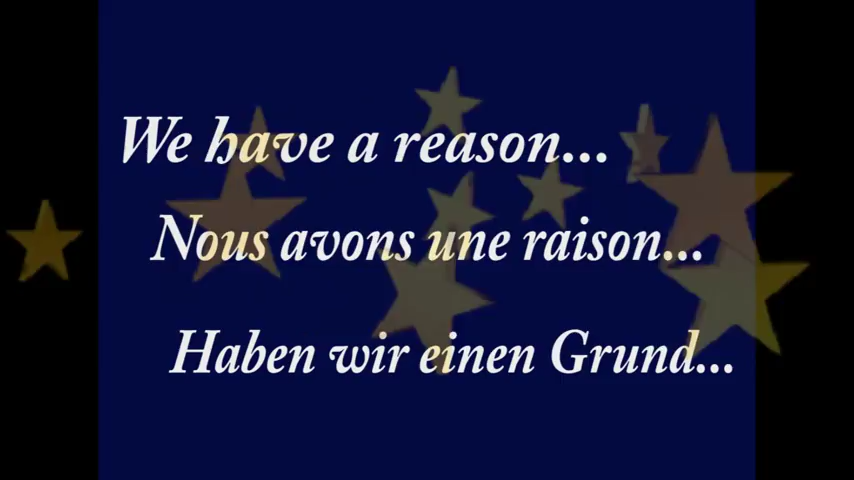 We have a reason...
Nous avons une raison...
Haben wir einen Grund...